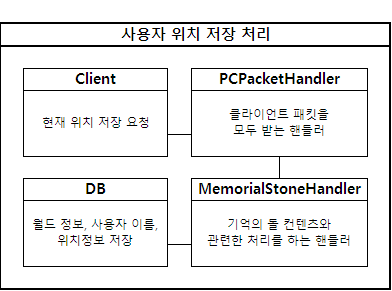 사용자 위치 저장 처리
Client
현재 위치 저장 요청
PCPacketHandler
클라이언트 패킷을
모두 받는 핸들러
DB
월드 정보, 사용자 이름,
위치정보 저장
MemorialStoneHandler
기억의 돌 컨텐츠와
관련한 처리를 하는 핸들러